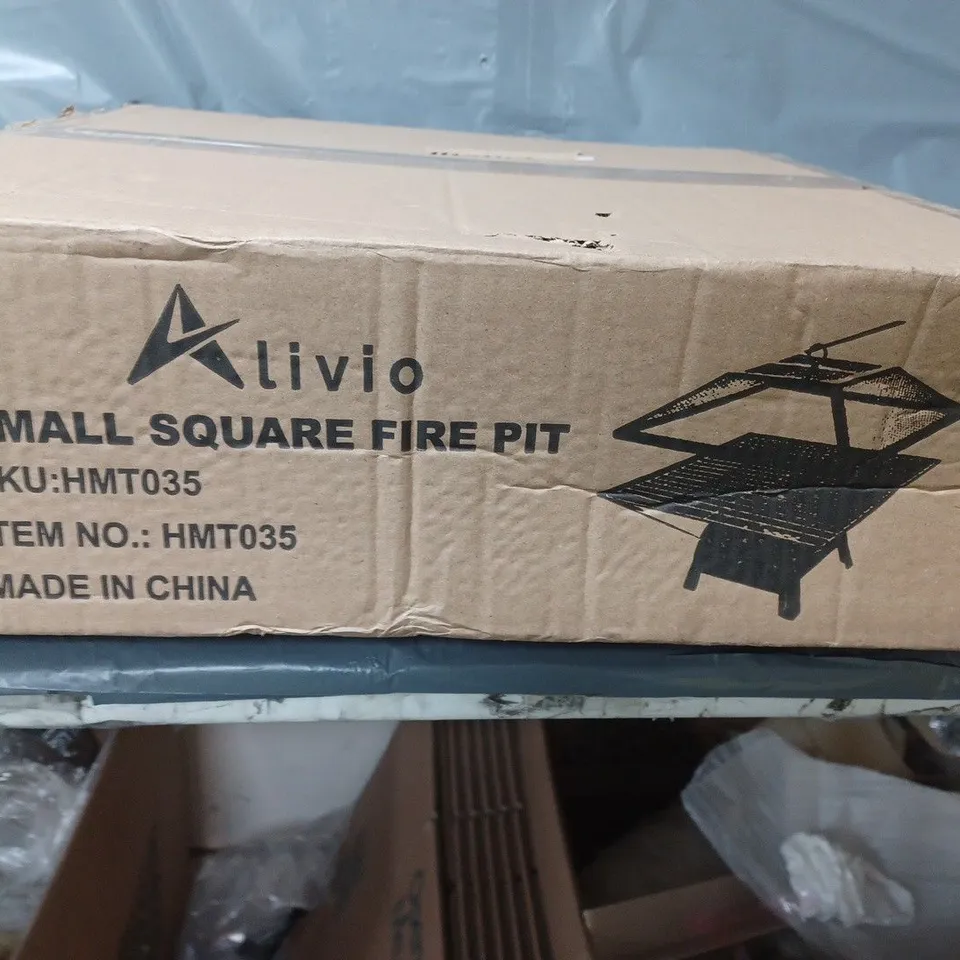 Alivio
MALL SQUARE FIRE PIT
KU:HMT035
TEM NO.: HMT035
MADE IN CHINA